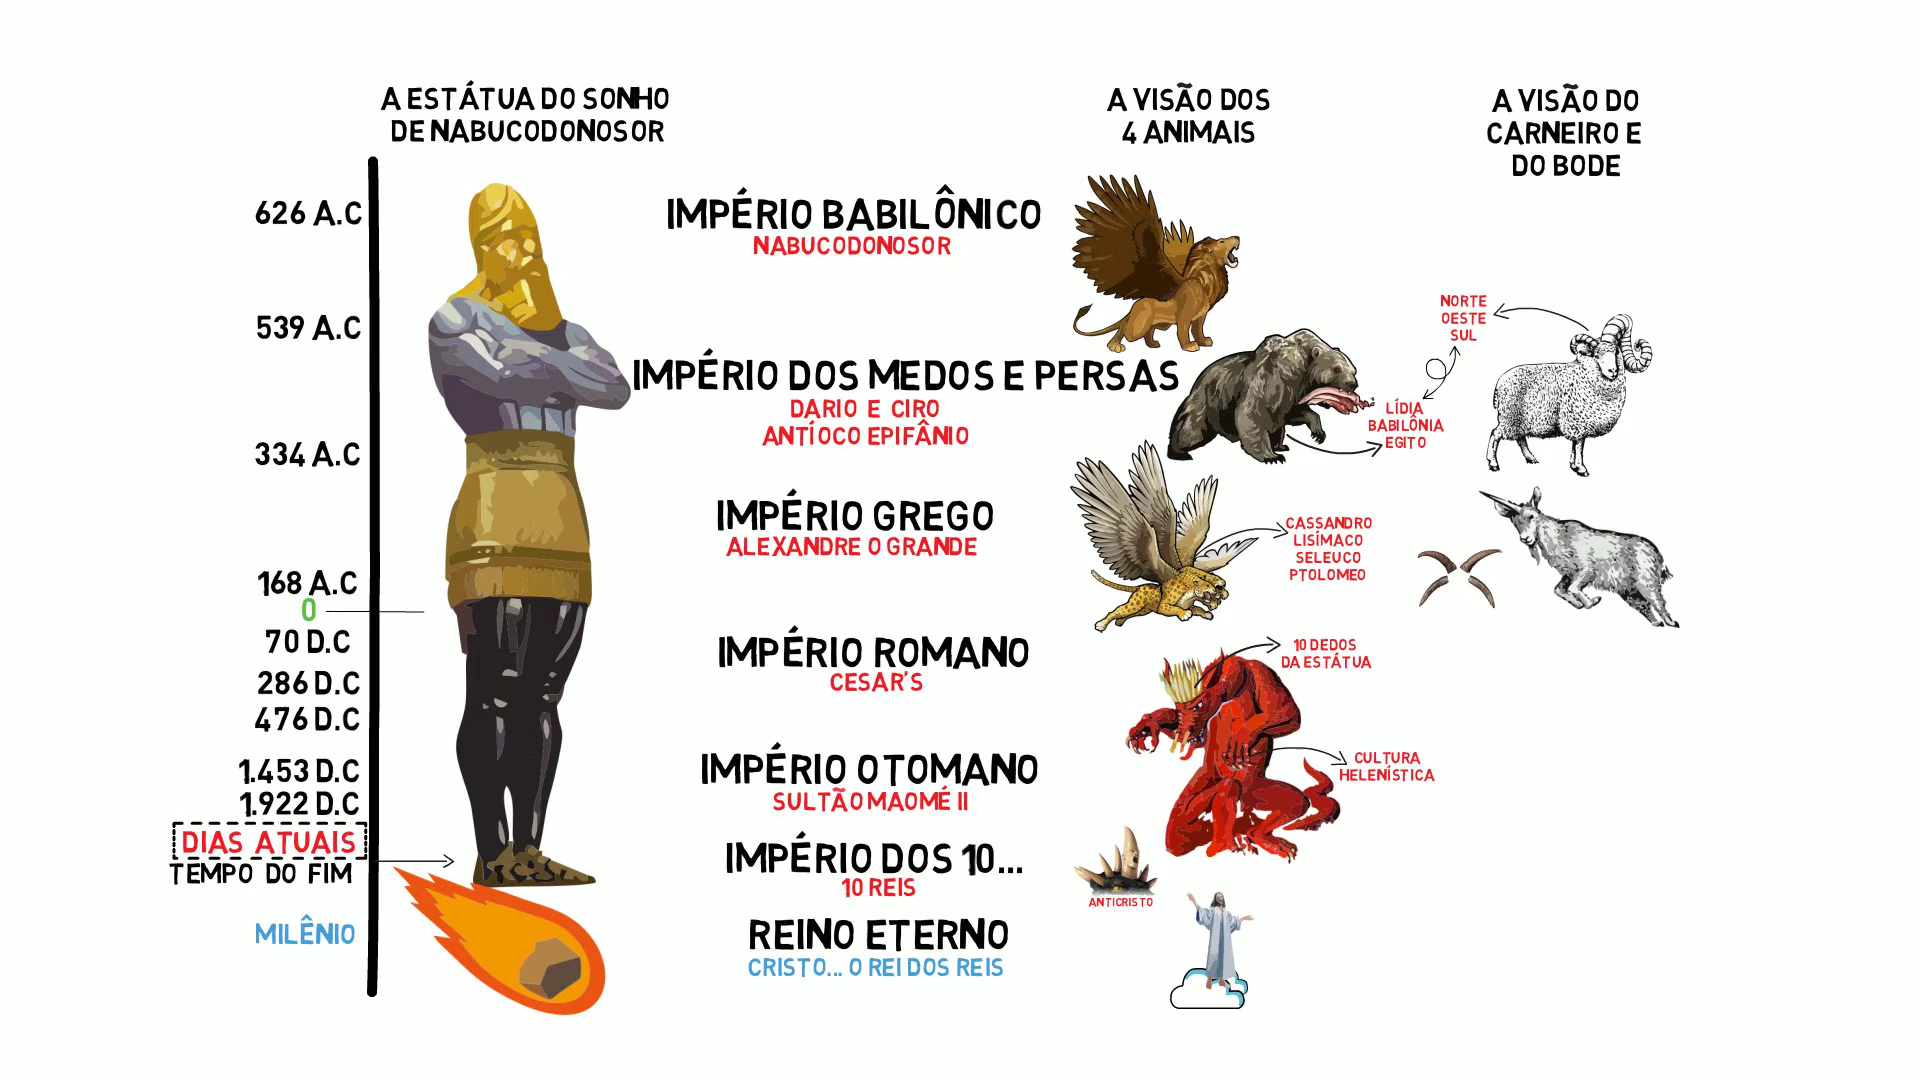 A ESTÁTUA DO SONHO
DE NABUCODONOSOR
A VISÃO DOS
4 ANIMAIS
A VISÃO DO
CARNEIRO E
DO BODE
626 A.C
539 A.C
334 A.C
168 A.C
0
70 D.C
286 D.C
476 D.C
1.453 D.C
1.922 D.C
DIAS ATUAIS
TEMPO DO FIM
MILÊNIO
IMPÉRIO BABILÔNICO
NABUCODONOSOR
IMPÉRIO DOS MEDOS E PERSAS
DARIO E CIRO
ANTÍOCO EPIFÂNIO
IMPÉRIO GREGO
ALEXANDRE O GRANDE
IMPÉRIO ROMANO
CESAR'S
IMPÉRIO OTOMANO
SULTÃO MAOMÉ II
IMPÉRIO DOS 10...
10 REIS
REINO ETERNO
CRISTO... O REI DOS REIS
NORTE
OESTE
SUL
LÍDIA
BABILÔNIA
EGITO
CASSANDRO
LISÍMACO
SELEUCO
PTOLOMEO
10 DEDOS
DA ESTÁTUA
CULTURA
HELENÍSTICA
ANTICRISTO